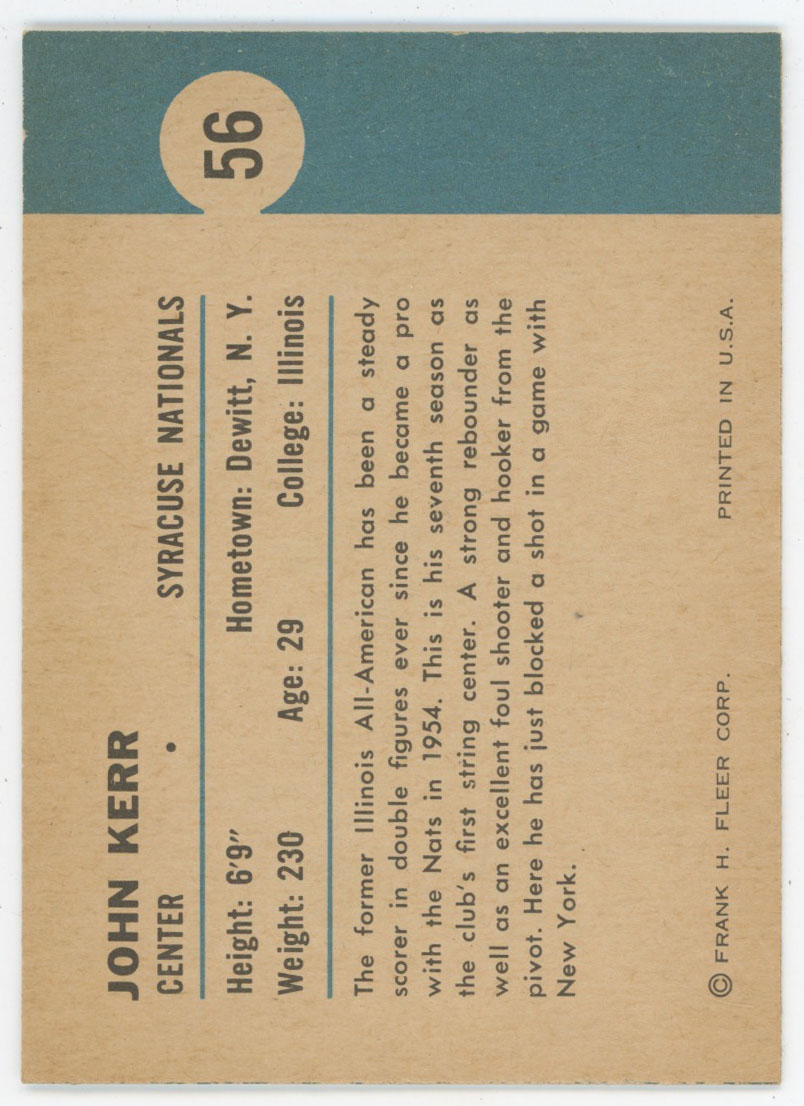 56
JOHN KERR
CENTER • SYRACUSE NATIONALS
Height: 6'9" Hometown: Dewitt, N. Y.
Weight: 230 Age: 29 College: Illinois
The former Illinois All-American has been a steady
scorer in double figures ever since he became a pro
with the Nats in 1954. This is his seventh season as
the club's first string center. A strong rebounder as
well as an excellent foul shooter and hooker from the
pivot. Here he has just blocked a shot in a game with
New York.
© FRANK H. FLEER CORP. PRINTED IN U.S.A.